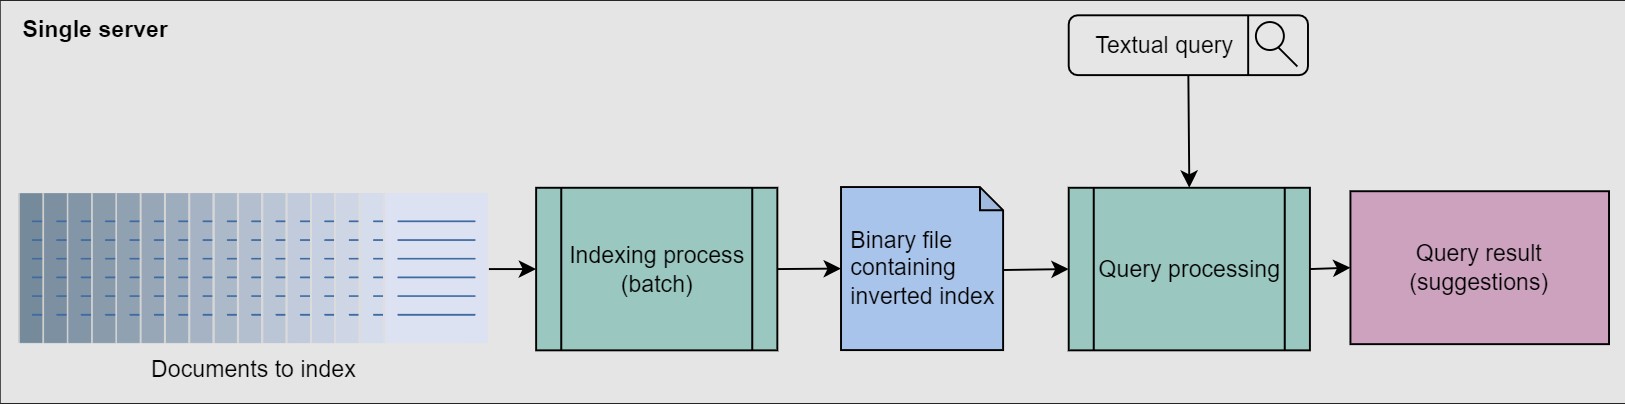 Single server
Textual query
Indexing process
(batch)
Binary file
containing
inverted index
Query processing
Query result
(suggestions)
Documents to index